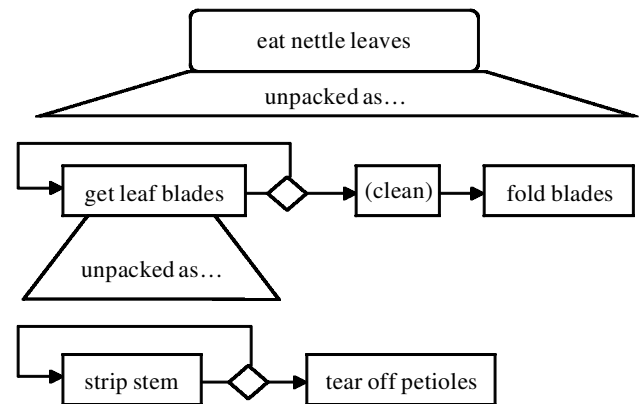 eat nettle leaves
unpacked as…
get leaf blades
(clean)
fold blades
unpacked as…
strip stem
tear off petioles